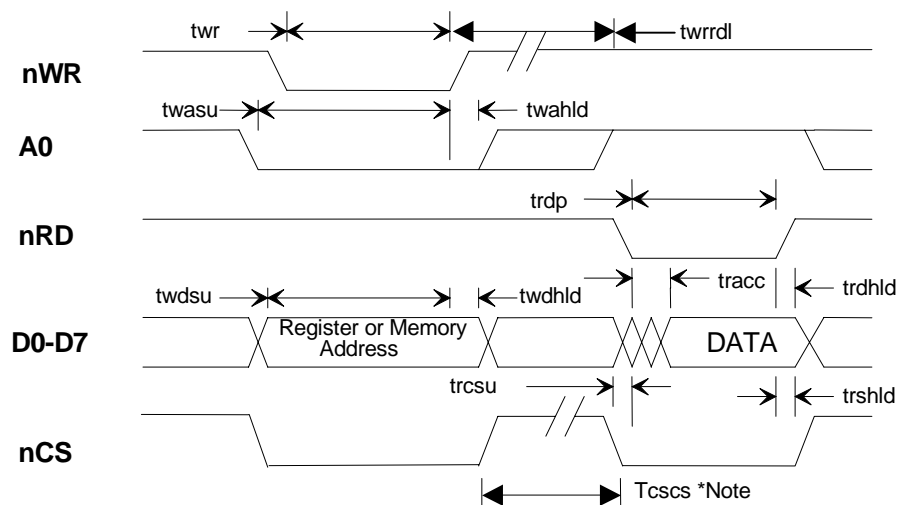 twr
twrrdl
nWR
twasu
twahld
A0
trdp
nRD
tracc
trdhld
twdsu
twdhld
D0-D7
Register or Memory
Address
DATA
trcsu
trshld
nCS
Tcscs *Note